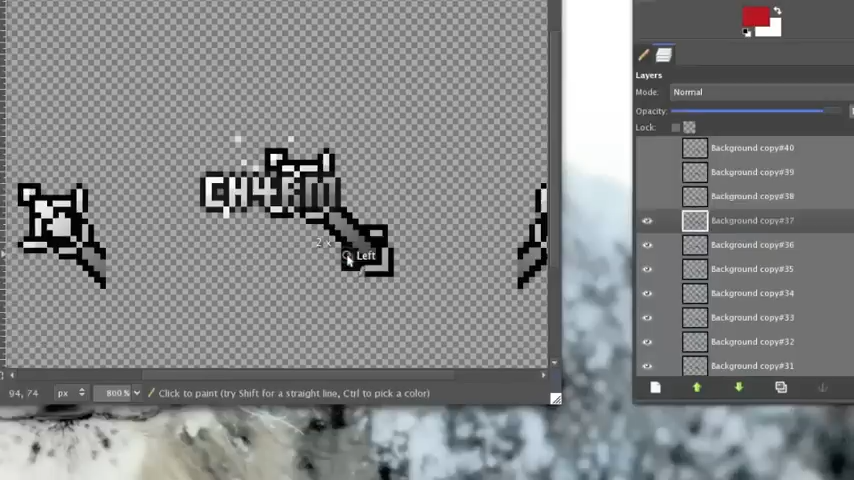 CH4RM
2 x
Left
94, 74 px 800% Click to paint (try Shift for a straight line, Ctrl to pick a color)
Layers
Mode: Normal
Opacity:
Lock:
Background copy#40
Background copy#39
Background copy#38
Background copy#37
Background copy#36
Background copy#35
Background copy#34
Background copy#33
Background copy#32
Background copy#31